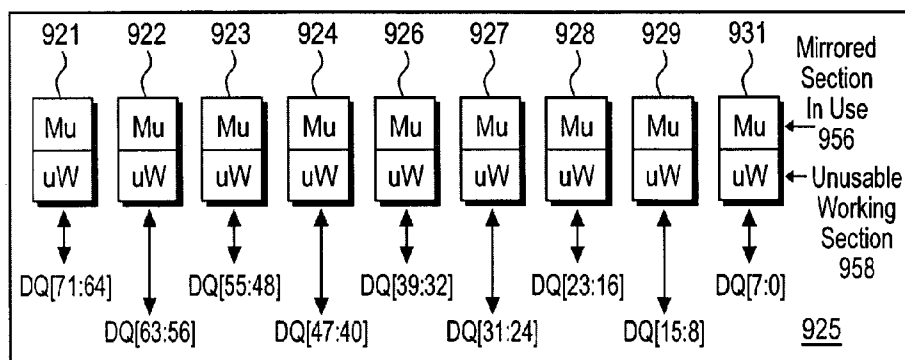 921 922 923 924 926 927 928 929 931
Mirrored
Section
In Use
956
Mu Mu Mu Mu Mu Mu Mu Mu Mu
uW uW uW uW uW uW uW uW uW
Unusable
Working
Section
958
DQ[71:64] DQ[55:48] DQ[39:32] DQ[23:16] DQ[7:0]
DQ[63:56] DQ[47:40] DQ[31:24] DQ[15:8]
925